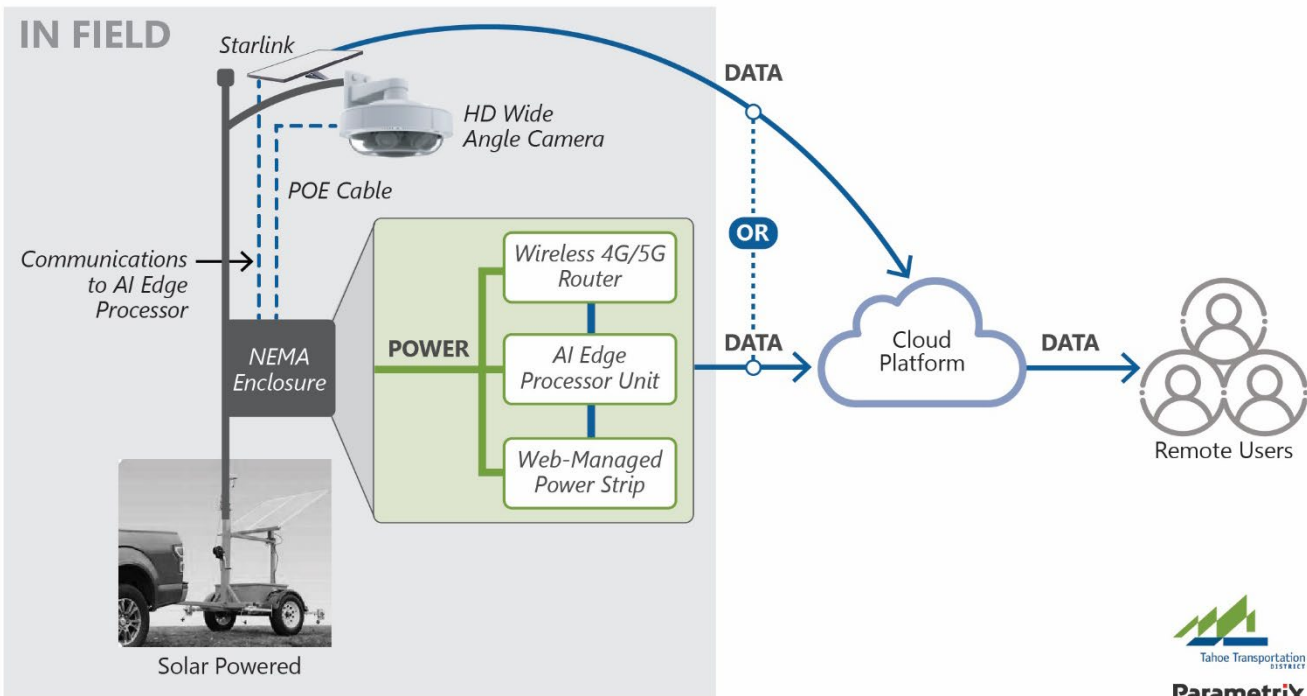 IN FIELD
Starlink
HD Wide
Angle Camera
POE Cable
Communications
to AI Edge
Processor
NEMA
Enclosure
POWER
Wireless 4G/5G
Router
AI Edge
Processor Unit
Web-Managed
Power Strip
Solar Powered
DATA
OR
DATA
Cloud
Platform
DATA
Remote Users
Tahoe Transportation
DISTRICT
Parametrix